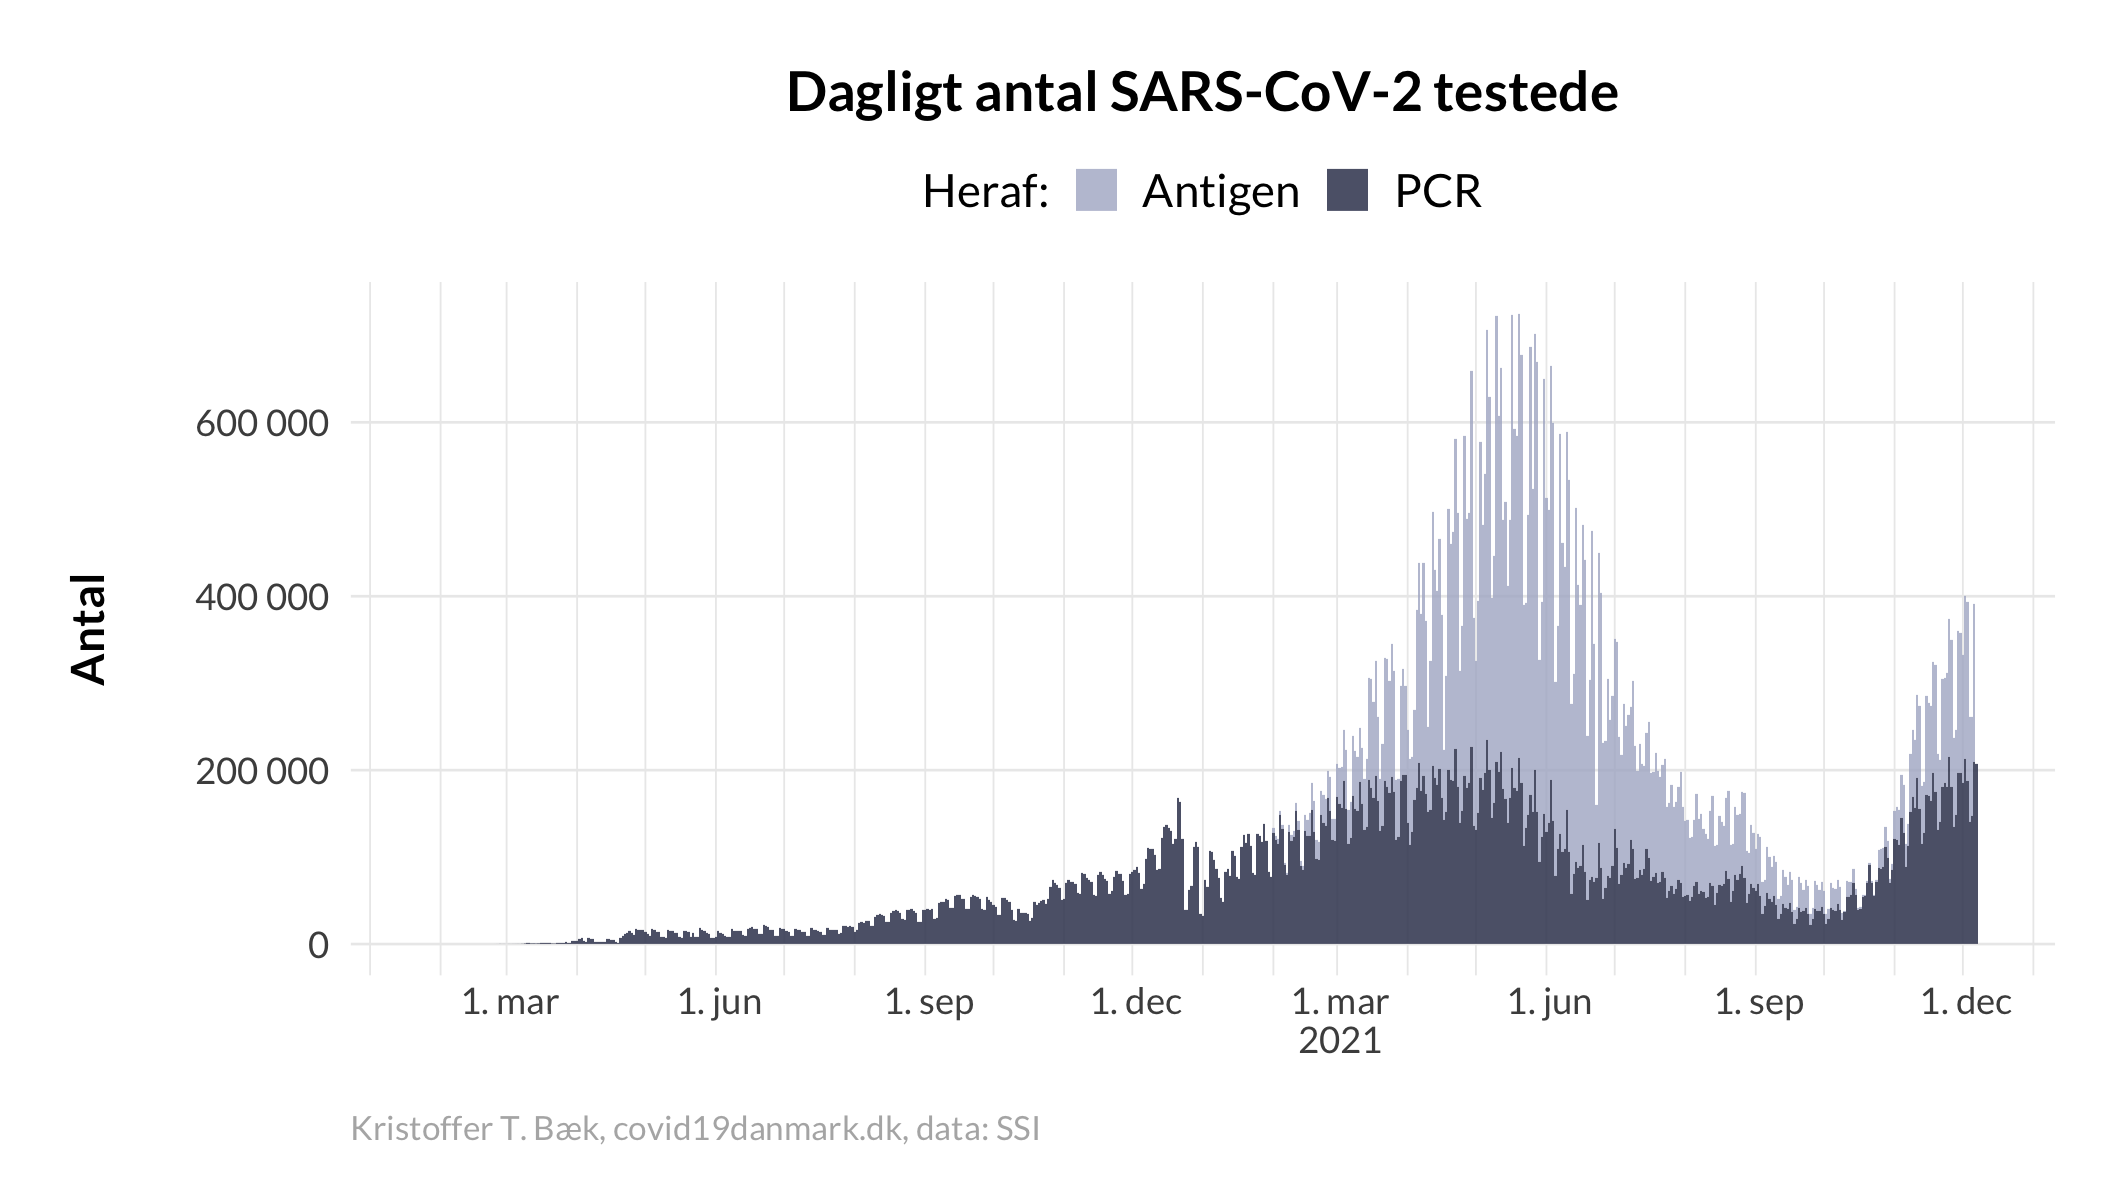 Dagligt antal SARS-CoV-2 testede
Heraf: Antigen PCR
Antal
600 000
400 000
200 000
0
1. mar 1. jun 1. sep 1. dec 1. mar 1. jun 1. sep 1. dec
2021
Kristoffer T. Bæk, covid19danmark.dk, data: SSI